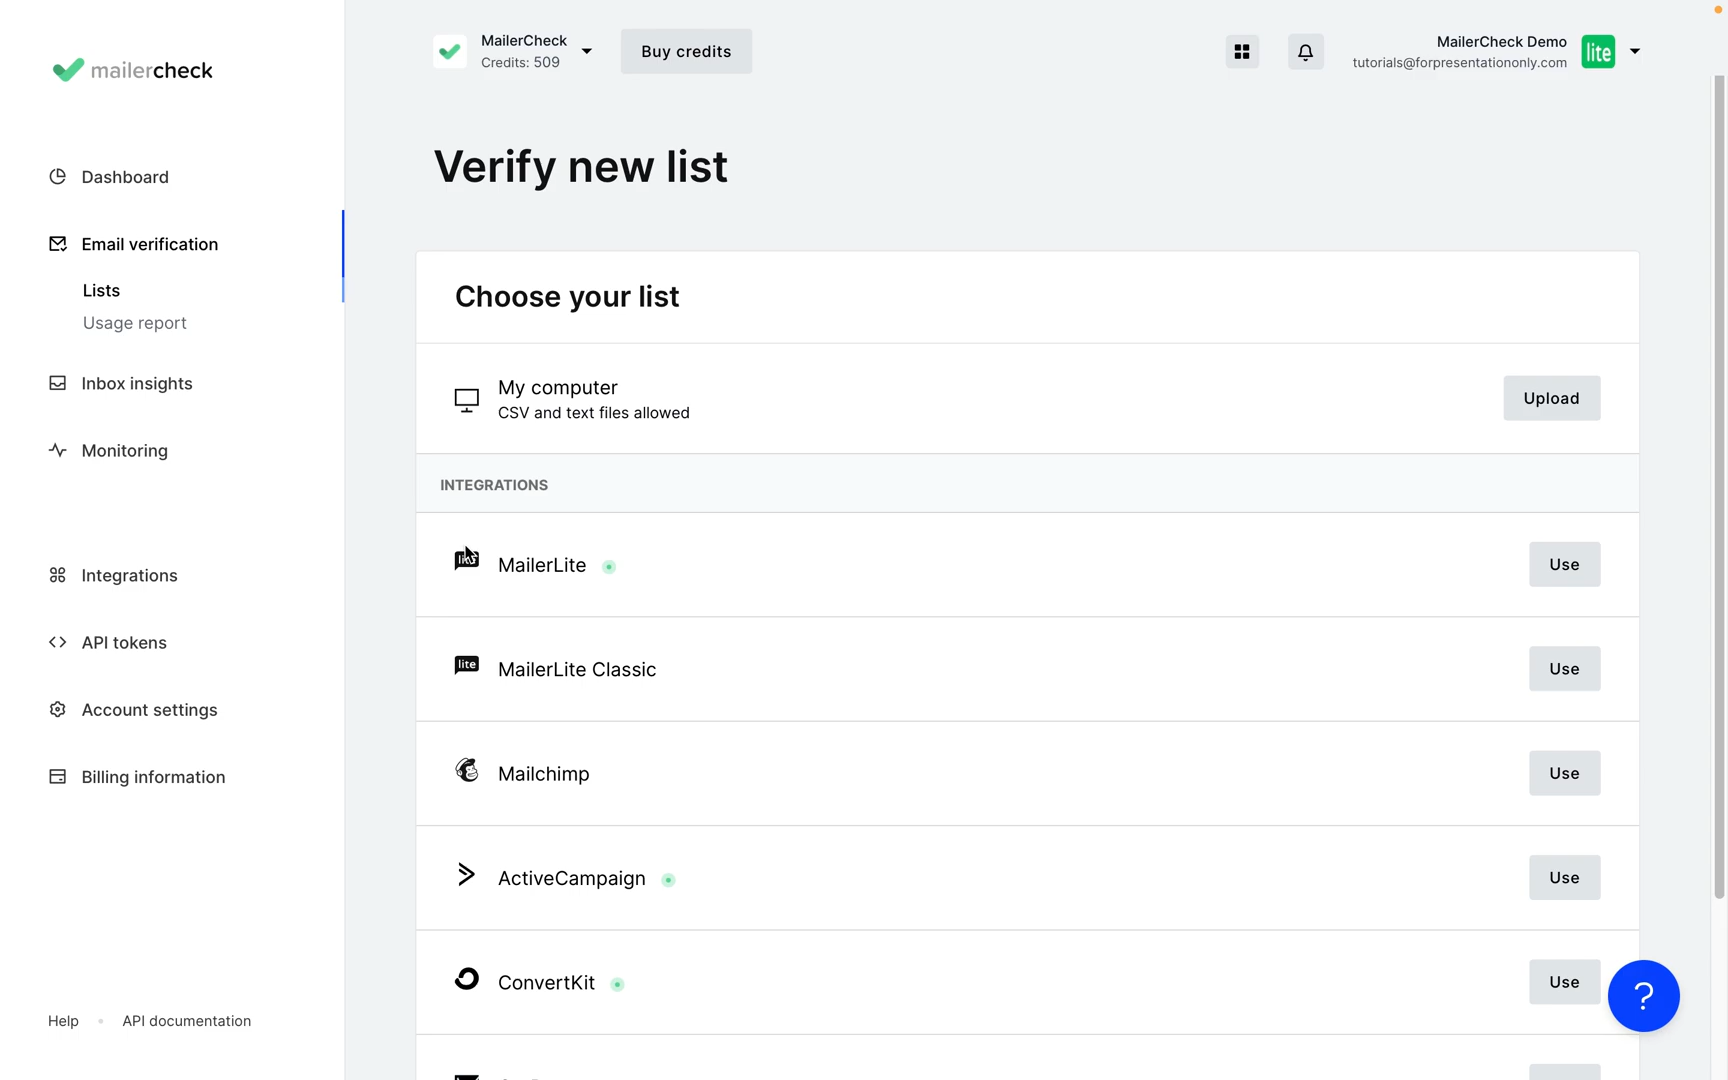 mailercheck
MailerCheck
Credits: 509
Buy credits
MailerCheck Demo
tutorials@forpresentationonly.com
lite
Dashboard
Email verification
Lists
Usage report
Inbox insights
Monitoring
Integrations
API tokens
Account settings
Billing information
Help
API documentation
Verify new list
Choose your list
My computer
CSV and text files allowed
Upload
INTEGRATIONS
MailerLite
Use
lite
MailerLite Classic
Use
Mailchimp
Use
ActiveCampaign
Use
ConvertKit
Use
?